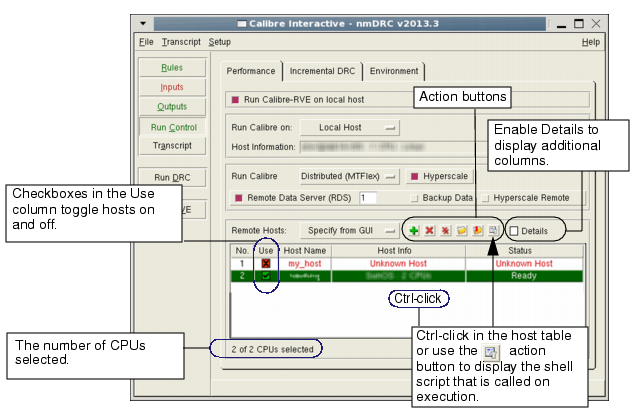 Calibre Interactive - nmDRC v2013.3
File Transcript Setup Help
Rules
Inputs
Outputs
Run Control
Transcript
Run DRC
VE
Performance Incremental DRC Environment
Run Calibre-RVE on local host
Action buttons
Run Calibre on: Local Host
Host Information:
Enable Details to
display additional
columns.
Run Calibre Distributed (MTFlex) Hyperscale
Remote Data Server (RDS) 1 Backup Data Hyperscale Remote
Checkboxes in the Use
column toggle hosts on
and off.
Remote Hosts: Specify from GUI Details
No. Use Host Name Host Info Status
1 my_host Unknown Host Unknown Host
2 Ready
Ctrl-click
The number of CPUs
selected.
2 of 2 CPUs selected
Ctrl-click in the host table
or use the action
button to display the shell
script that is called on
execution.